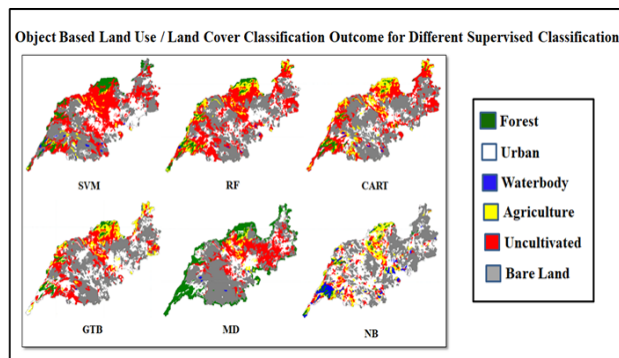 Object Based Land Use / Land Cover Classification Outcome for Different Supervised Classification
SVM
RF
CART
GTB
MD
NB
Forest
Urban
Waterbody
Agriculture
Uncultivated
Bare Land